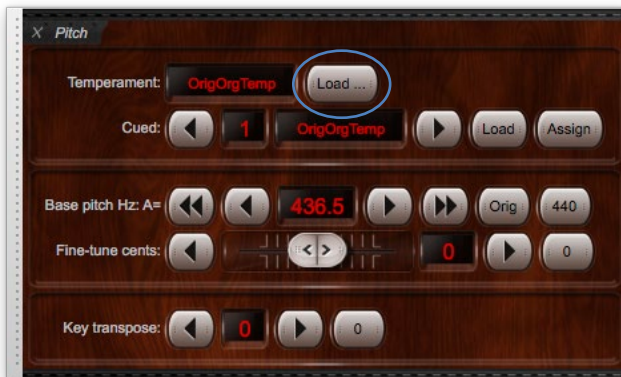 X Pitch
Temperament: OrigOrgTemp Load ...
Cued: 1 OrigOrgTemp Load Assign
Base pitch Hz: A= 436.5 Orig 440
Fine-tune cents: < > 0 0
Key transpose: 0 0